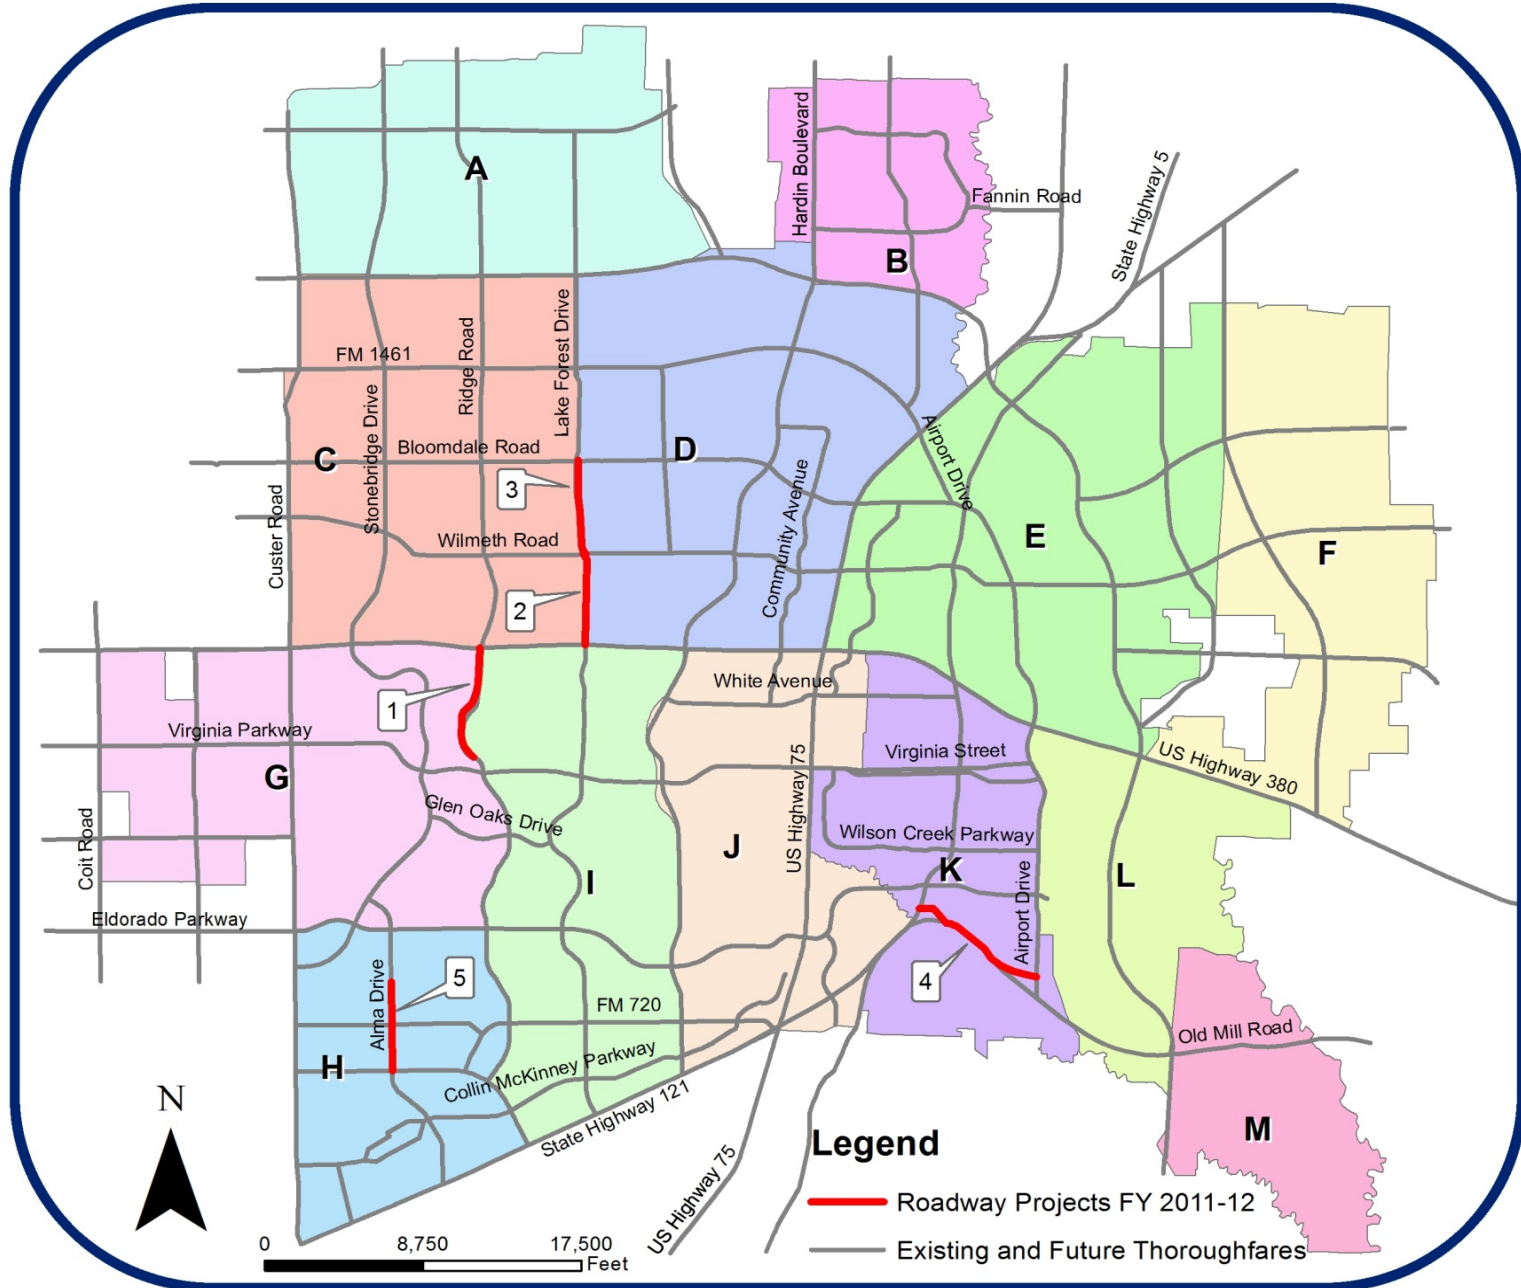 A
Hardin Boulevard
Fannin Road
State Highway 5
B
FM 1461
Ridge Road
Lake Forest Drive
Stonebridge Drive
Bloomdale Road
C
D
Airport Drive
3
Custer Road
Wilmeth Road
Community Avenue
E
F
2
White Avenue
1
Virginia Parkway
Virginia Street
US Highway 75
US Highway 380
G
Glen Oaks Drive
Coit Road
Wilson Creek Parkway
J
K
L
I
Eldorado Parkway
Airport Drive
5
4
Alma Drive
FM 720
Old Mill Road
H
Collin McKinney Parkway
State Highway 121
M
N
US Highway 75
Legend
Roadway Projects FY 2011-12
Existing and Future Thoroughfares
0 8,750 17,500
Feet